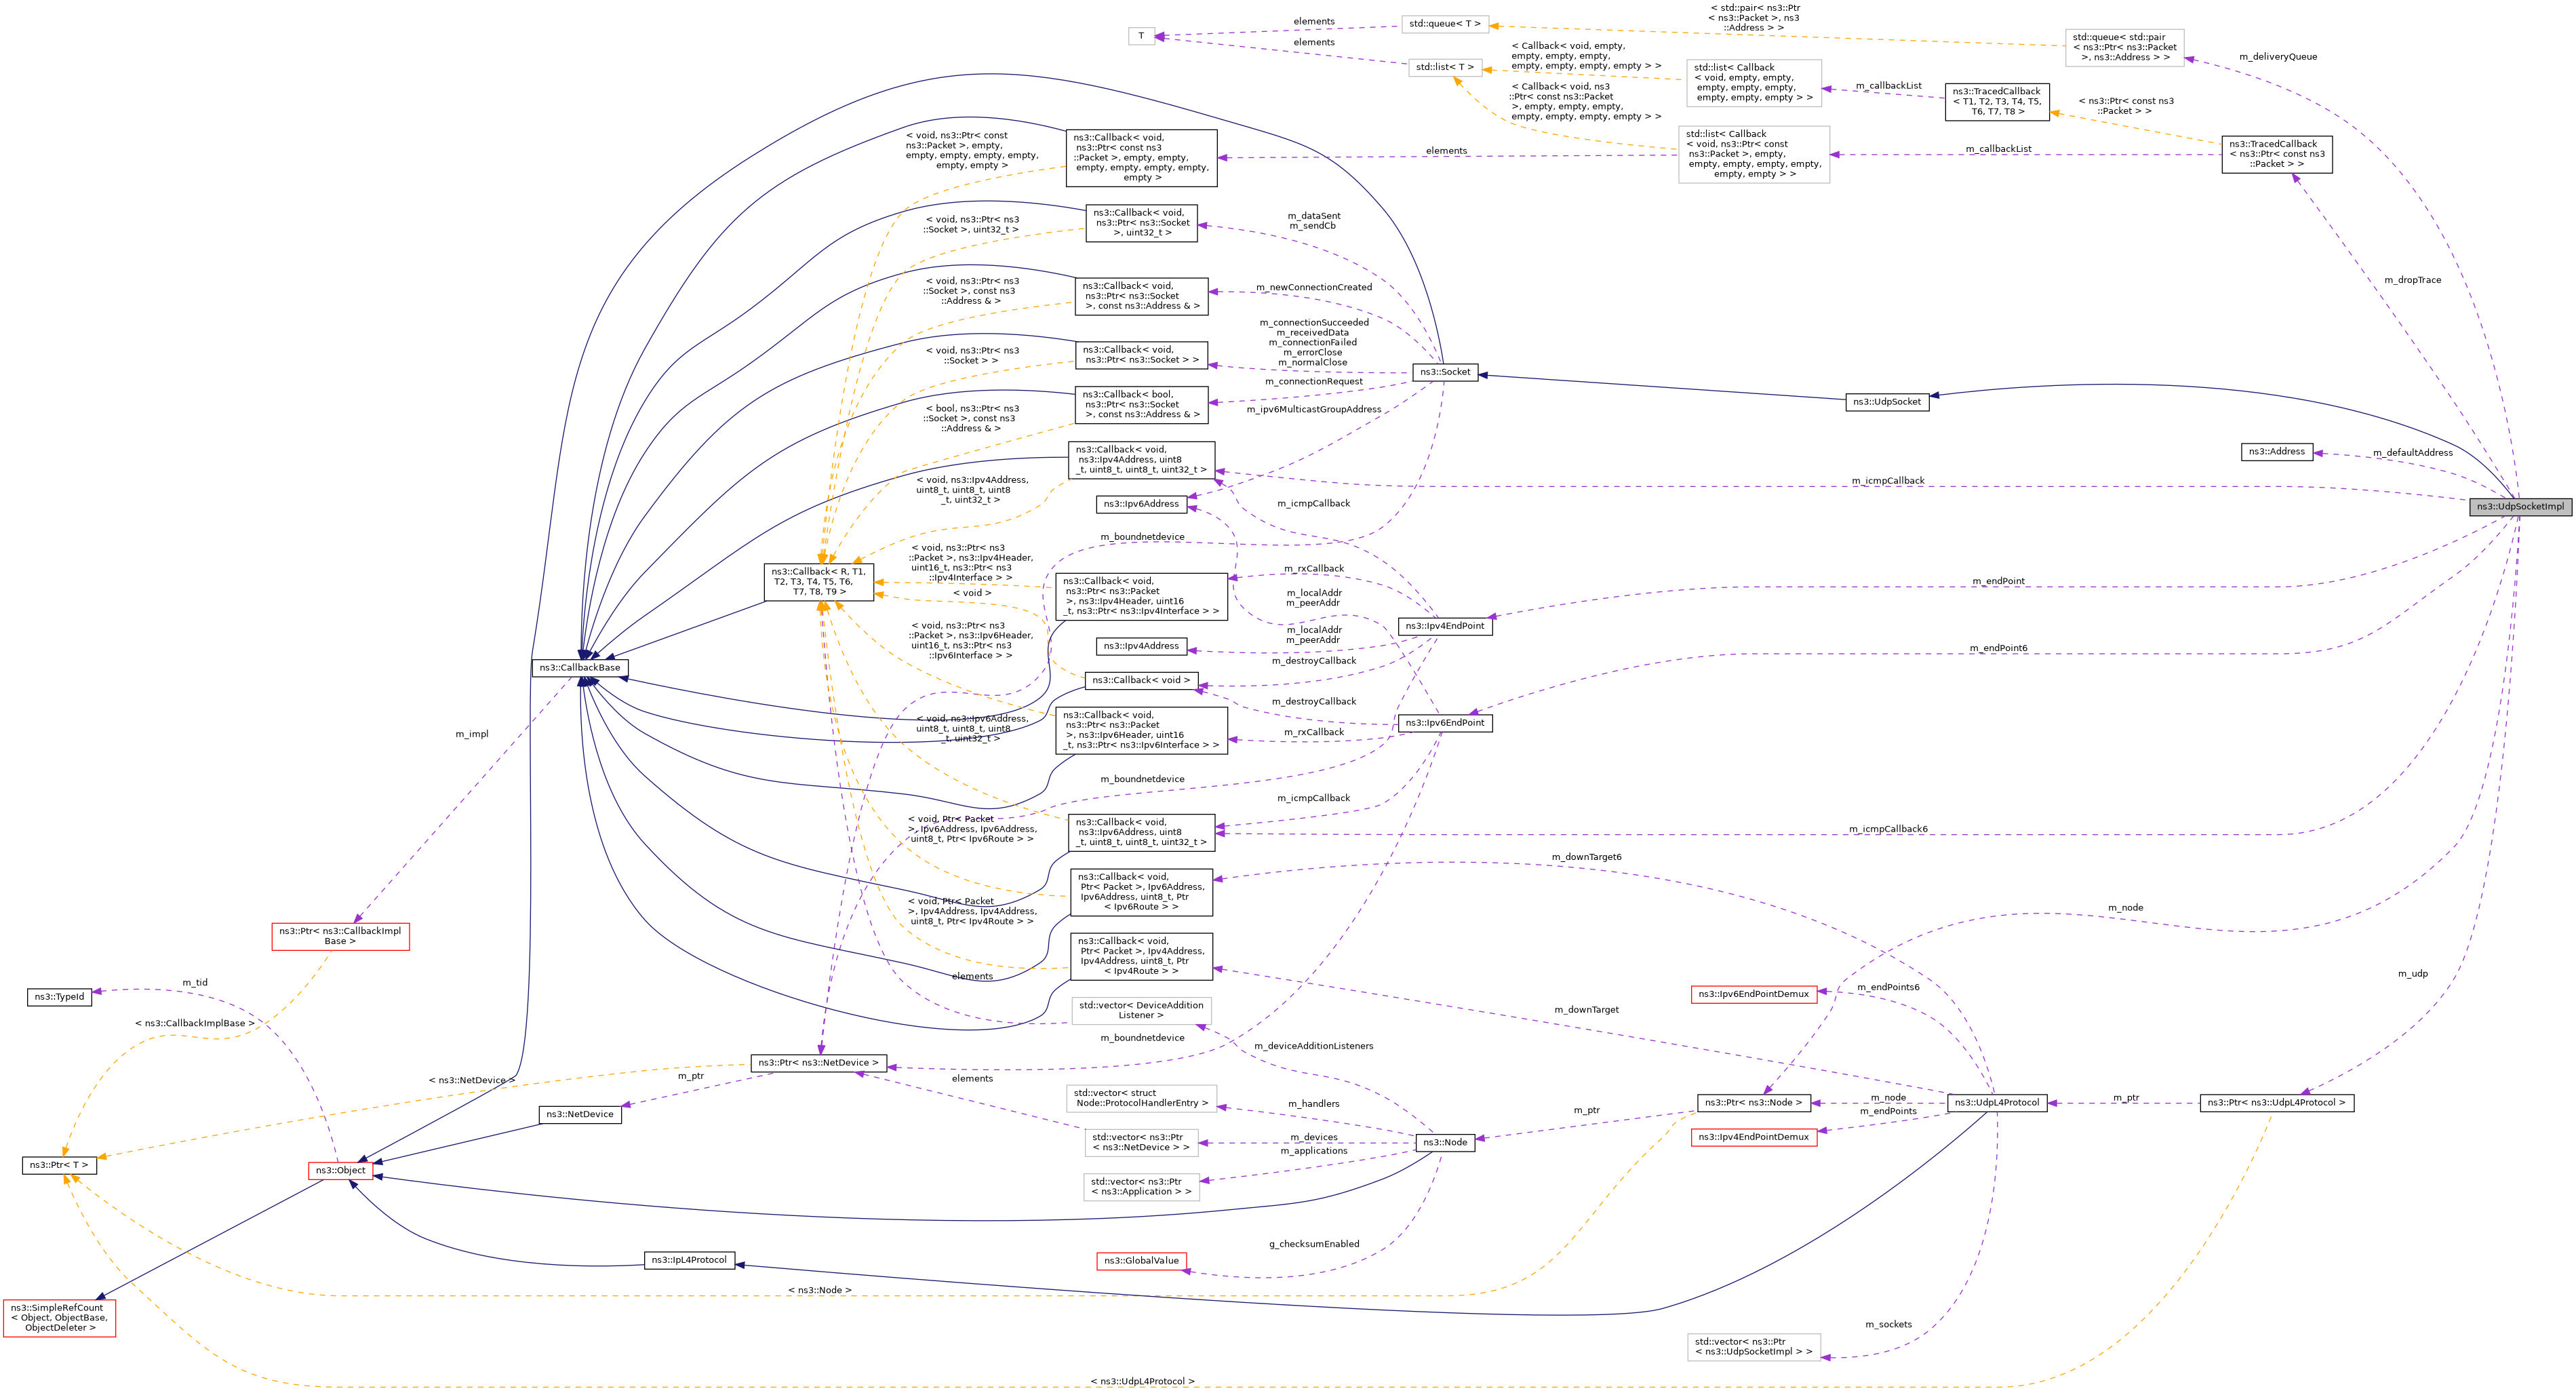 T
elements
elements
std::queue< T >
std::list< T >
< std::pair< ns3::Ptr
< ns3::Packet >, ns3
::Address > >
std::queue< std::pair
< ns3::Ptr< ns3::Packet
>, ns3::Address > >
m_deliveryQueue
< Callback< void, empty,
empty, empty, empty,
empty, empty, empty, empty > >
std::list< Callback
< void, empty, empty,
empty, empty, empty,
empty, empty, empty > >
m_callbackList
ns3::TracedCallback
< T1, T2, T3, T4, T5,
T6, T7, T8 >
< ns3::Ptr< const ns3
::Packet > >
< Callback< void, ns3
::Ptr< const ns3::Packet
>, empty, empty, empty,
empty, empty, empty, empty > >
std::list< Callback
< void, ns3::Ptr< const
ns3::Packet >, empty,
empty, empty, empty, empty,
empty, empty > >
m_callbackList
ns3::TracedCallback
< ns3::Ptr< const ns3
::Packet > >
elements
< void, ns3::Ptr< const
ns3::Packet >, empty,
empty, empty, empty, empty,
empty, empty >
ns3::Callback< void,
ns3::Ptr< const ns3
::Packet >, empty, empty,
empty, empty, empty, empty,
empty >
< void, ns3::Ptr< ns3
::Socket >, uint32_t >
ns3::Callback< void,
ns3::Ptr< ns3::Socket
>, uint32_t >
m_dataSent
m_sendCb
m_dropTrace
< void, ns3::Ptr< ns3
::Socket >, const ns3
::Address & >
ns3::Callback< void,
ns3::Ptr< ns3::Socket
>, const ns3::Address & >
m_newConnectionCreated
< void, ns3::Ptr< ns3
::Socket > >
ns3::Callback< void,
ns3::Ptr< ns3::Socket > >
m_connectionSucceeded
m_receivedData
m_connectionFailed
m_errorClose
m_normalClose
ns3::Socket
< bool, ns3::Ptr< ns3
::Socket >, const ns3
::Address & >
ns3::Callback< bool,
ns3::Ptr< ns3::Socket
>, const ns3::Address & >
m_connectionRequest
m_ipv6MulticastGroupAddress
ns3::UdpSocket
ns3::Address
m_defaultAddress
ns3::Callback< void,
ns3::Ipv4Address, uint8
_t, uint8_t, uint8_t, uint32_t >
< void, ns3::Ipv4Address,
uint8_t, uint8_t, uint8
_t, uint32_t >
m_icmpCallback
ns3::UdpSocketImpl
ns3::Ipv6Address
m_icmpCallback
m_boundnetdevice
< void, ns3::Ptr< ns3
::Packet >, ns3::Ipv4Header,
uint16_t, ns3::Ptr< ns3
::Ipv4Interface > >
ns3::Callback< R, T1,
T2, T3, T4, T5, T6,
T7, T8, T9 >
< void >
ns3::Callback< void,
ns3::Ptr< ns3::Packet
>, ns3::Ipv4Header, uint16
_t, ns3::Ptr< ns3::Ipv4Interface > >
m_rxCallback
m_localAddr
m_peerAddr
m_endPoint
ns3::Ipv4EndPoint
m_localAddr
m_peerAddr
ns3::Ipv4Address
< void, ns3::Ptr< ns3
::Packet >, ns3::Ipv6Header,
uint16_t, ns3::Ptr< ns3
::Ipv6Interface > >
m_endPoint6
m_destroyCallback
ns3::CallbackBase
ns3::Callback< void >
m_destroyCallback
ns3::Ipv6EndPoint
< void, ns3::Ipv6Address,
uint8_t, uint8_t, uint8
_t, uint32_t >
ns3::Callback< void,
ns3::Ptr< ns3::Packet
>, ns3::Ipv6Header, uint16
_t, ns3::Ptr< ns3::Ipv6Interface > >
m_rxCallback
m_impl
m_boundnetdevice
m_icmpCallback
< void, Ptr< Packet
>, Ipv6Address, Ipv6Address,
uint8_t, Ptr< Ipv6Route > >
ns3::Callback< void,
ns3::Ipv6Address, uint8
_t, uint8_t, uint8_t, uint32_t >
m_icmpCallback6
m_downTarget6
ns3::Callback< void,
Ptr< Packet >, Ipv6Address,
Ipv6Address, uint8_t, Ptr
< Ipv6Route > >
< void, Ptr< Packet
>, Ipv4Address, Ipv4Address,
uint8_t, Ptr< Ipv4Route > >
m_node
ns3::Ptr< ns3::CallbackImpl
Base >
ns3::Callback< void,
Ptr< Packet >, Ipv4Address,
Ipv4Address, uint8_t, Ptr
< Ipv4Route > >
elements
m_udp
m_tid
ns3::TypeId
ns3::Ipv6EndPointDemux
m_endPoints6
std::vector< DeviceAddition
Listener >
m_downTarget
< ns3::CallbackImplBase >
m_boundnetdevice
m_deviceAdditionListeners
ns3::Ptr< ns3::NetDevice >
< ns3::NetDevice >
m_ptr
elements
std::vector< struct
Node::ProtocolHandlerEntry >
m_handlers
ns3::NetDevice
m_ptr
ns3::Ptr< ns3::Node >
m_node
m_endPoints
ns3::UdpL4Protocol
m_ptr
ns3::Ptr< ns3::UdpL4Protocol >
ns3::Ipv4EndPointDemux
std::vector< ns3::Ptr
< ns3::NetDevice > >
m_devices
m_applications
ns3::Node
ns3::Ptr< T >
ns3::Object
std::vector< ns3::Ptr
< ns3::Application > >
g_checksumEnabled
ns3::GlobalValue
ns3::IpL4Protocol
< ns3::Node >
ns3::SimpleRefCount
< Object, ObjectBase,
ObjectDeleter >
m_sockets
std::vector< ns3::Ptr
< ns3::UdpSocketImpl > >
< ns3::UdpL4Protocol >